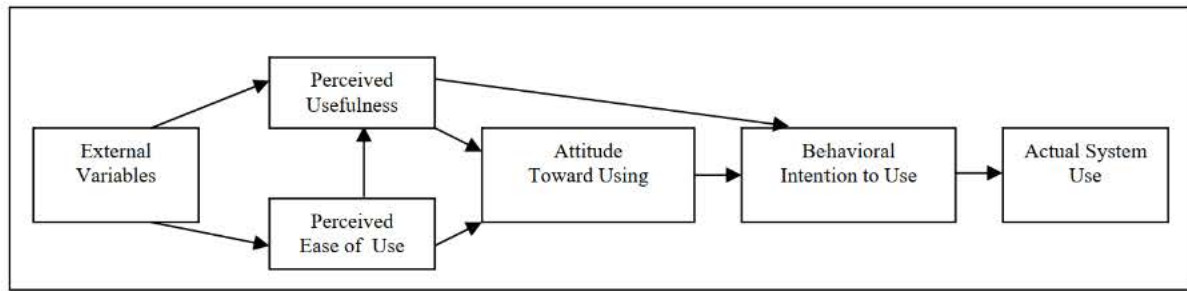 Perceived
Usefulness
External
Variables
Attitude
Toward Using
Behavioral
Intention to Use
Actual System
Use
Perceived
Ease of Use